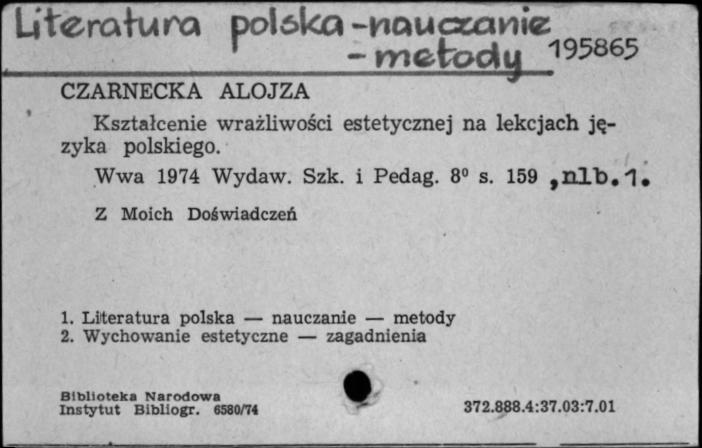 Literatura polska - nauczanie
- metody 195865
CZARNECKA ALOJZA
Kształcenie wrażliwości estetycznej na lekcjach ję-
zyka polskiego.
Wwa 1974 Wydaw. Szk. i Pedag. 8º s. 159 ,nlb.1.
Z Moich Doświadczeń
1. Literatura polska — nauczanie — metody
2. Wychowanie estetyczne — zagadnienia
Biblioteka Narodowa
Instytut Bibliogr. 6580/74 372.888.4:37.03:7.01